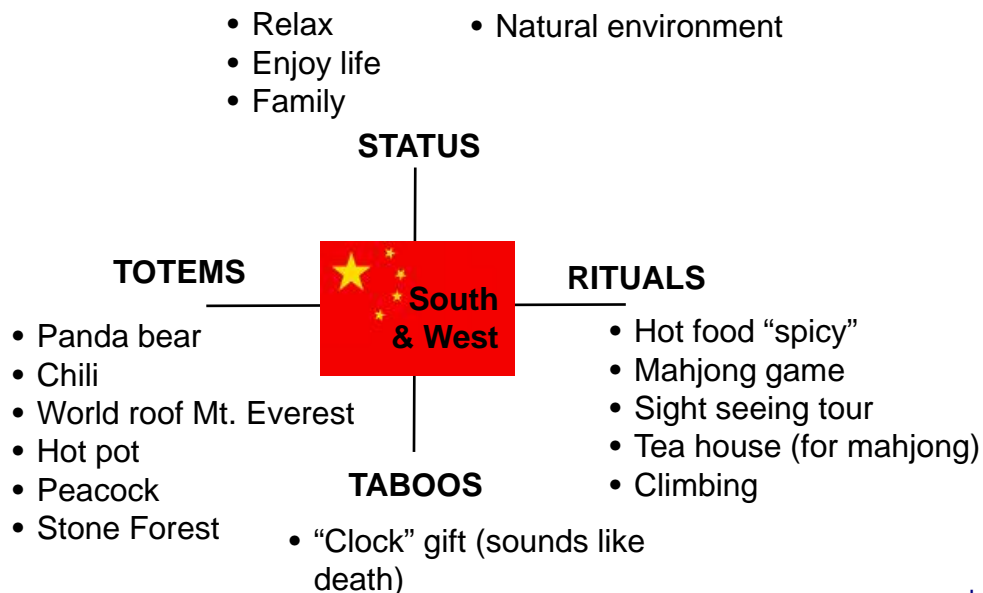 • Relax
• Enjoy life
• Family
• Natural environment
STATUS
TOTEMS
• Panda bear
• Chili
• World roof Mt. Everest
• Hot pot
• Peacock
• Stone Forest
South
& West
RITUALS
• Hot food “spicy”
• Mahjong game
• Sight seeing tour
• Tea house (for mahjong)
• Climbing
TABOOS
• “Clock” gift (sounds like
death)